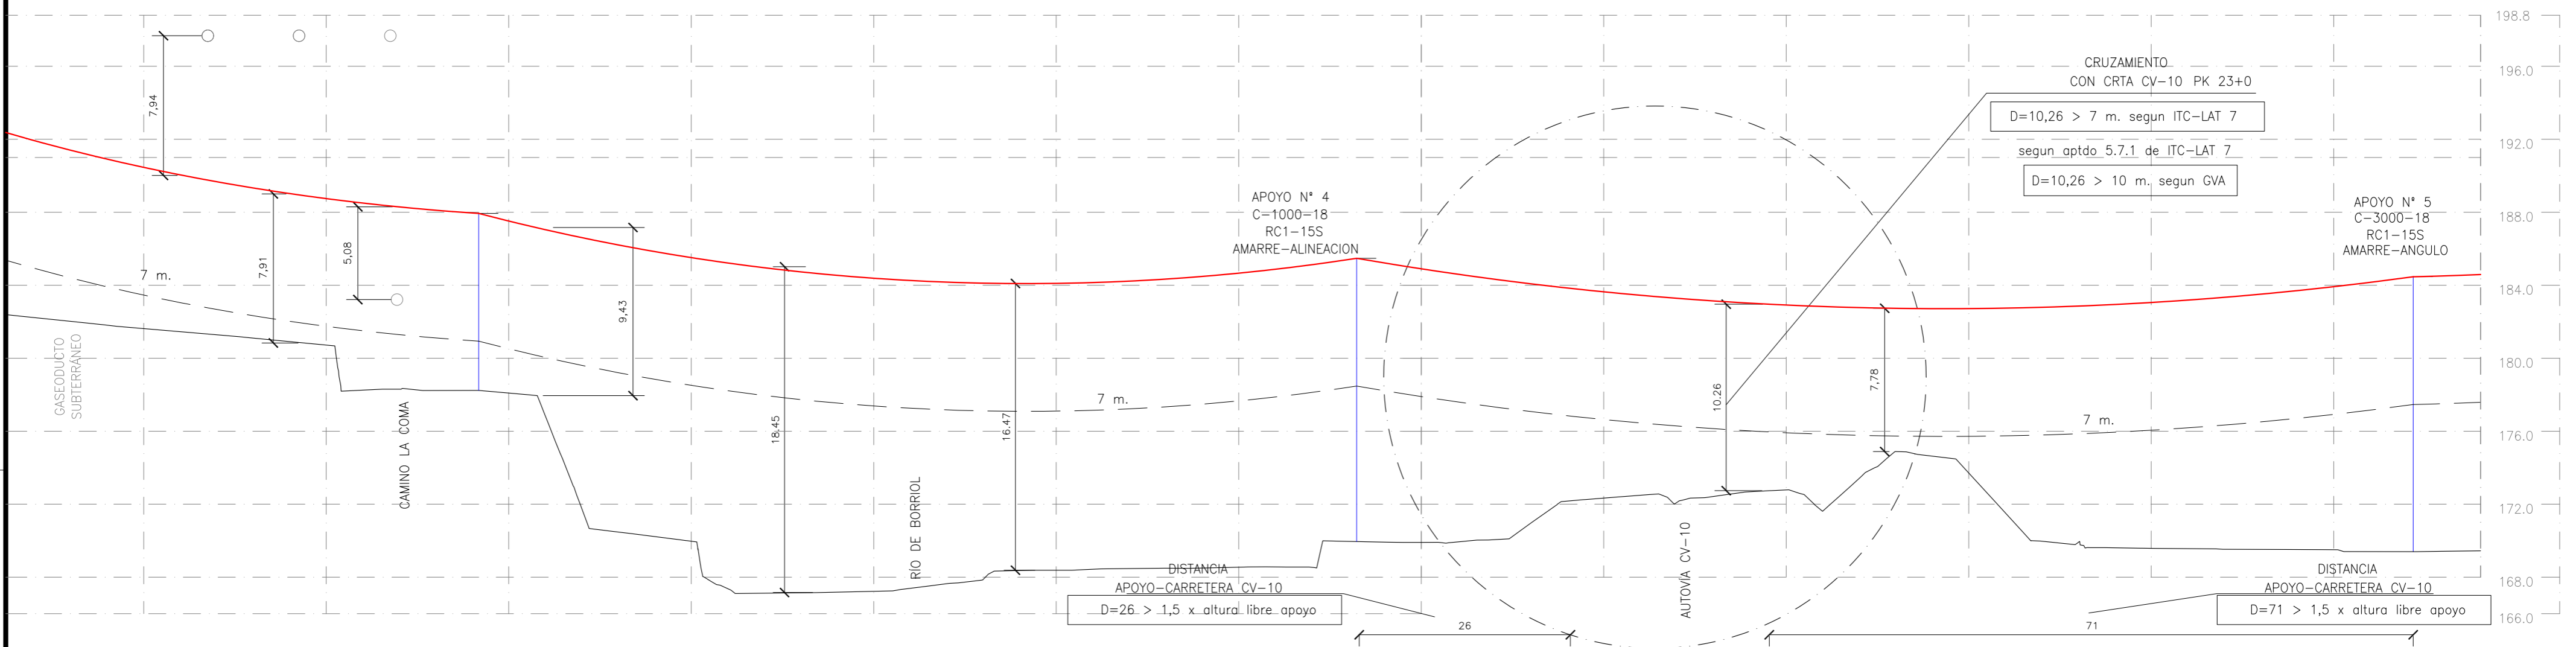 7,94
7,91
5,08
7 m.
GASEODUCTO
SUBTERRÁNEO
CAMINO LA COMA
9,43
18.45
RÍO DE BORRIOL
16.47
7 m.
APOYO Nº 4
C-1000-18
RC1-15S
AMARRE-ALINEACION
DISTANCIA
APOYO-CARRETERA CV-10
D=26 > 1,5 x altura libre apoyo
26
AUTOVÍA CV-10
10.26
7,78
CRUZAMIENTO
CON CRTA CV-10 PK 23+0
D=10,26 > 7 m. segun ITC-LAT 7
segun aptdo 5.7.1 de ITC-LAT 7
D=10,26 > 10 m. segun GVA
7 m.
APOYO Nº 5
C-3000-18
RC1-15S
AMARRE-ANGULO
DISTANCIA
APOYO-CARRETERA CV-10
D=71 > 1,5 x altura libre apoyo
71
198.8
196.0
192.0
188.0
184.0
180.0
176.0
172.0
168.0
166.0